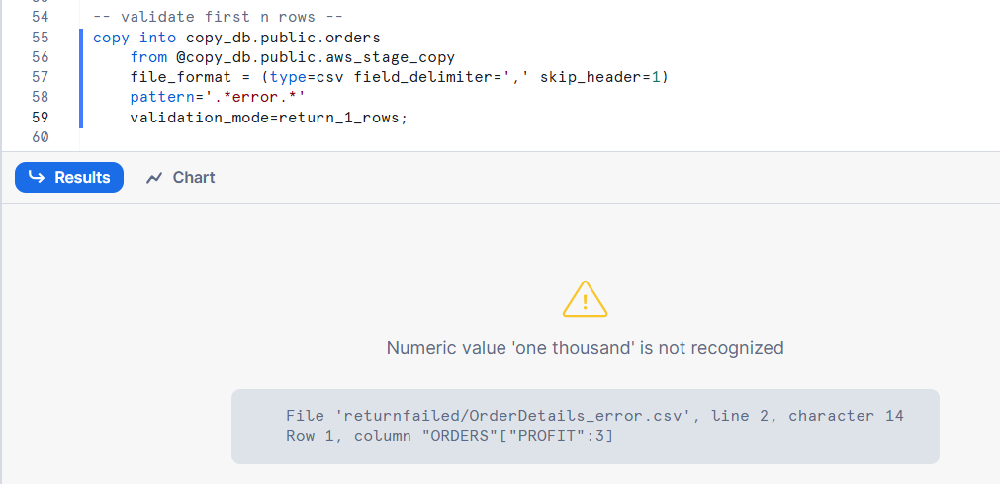 54 -- validate first n rows --
55 copy into copy_db.public.orders
56 from @copy_db.public.aws_stage_copy
57 file_format = (type=csv field_delimiter=',' skip_header=1)
58 pattern='.*error.*'
59 validation_mode=return_1_rows;
60
Results Chart
Numeric value 'one thousand' is not recognized
File 'returnfailed/OrderDetails_error.csv', line 2, character 14
Row 1, column "ORDERS"["PROFIT":3]